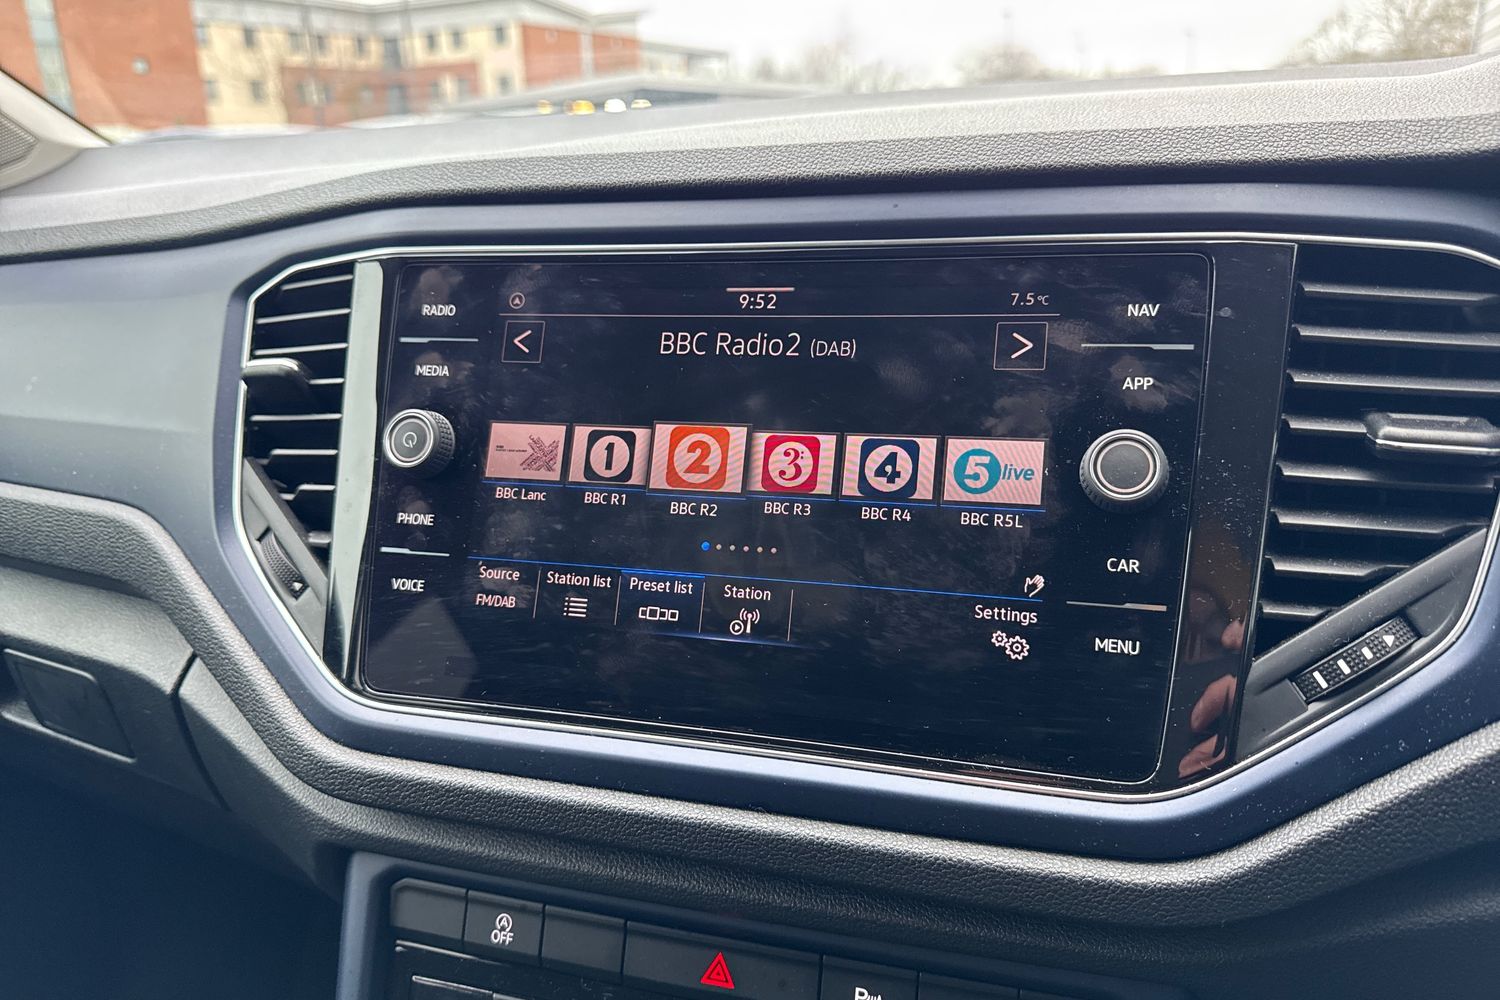 RADIO
MEDIA
PHONE
VOICE
9:52
7.5°C
<
BBC Radio2 (DAB)
>
1
2
3
4
5 live
BBC Lanc
BBC R1
BBC R2
BBC R3
BBC R4
BBC R5L
Source
FM/DAB
Station list
Preset list
Station
Settings
NAV
APP
CAR
MENU
A
OFF